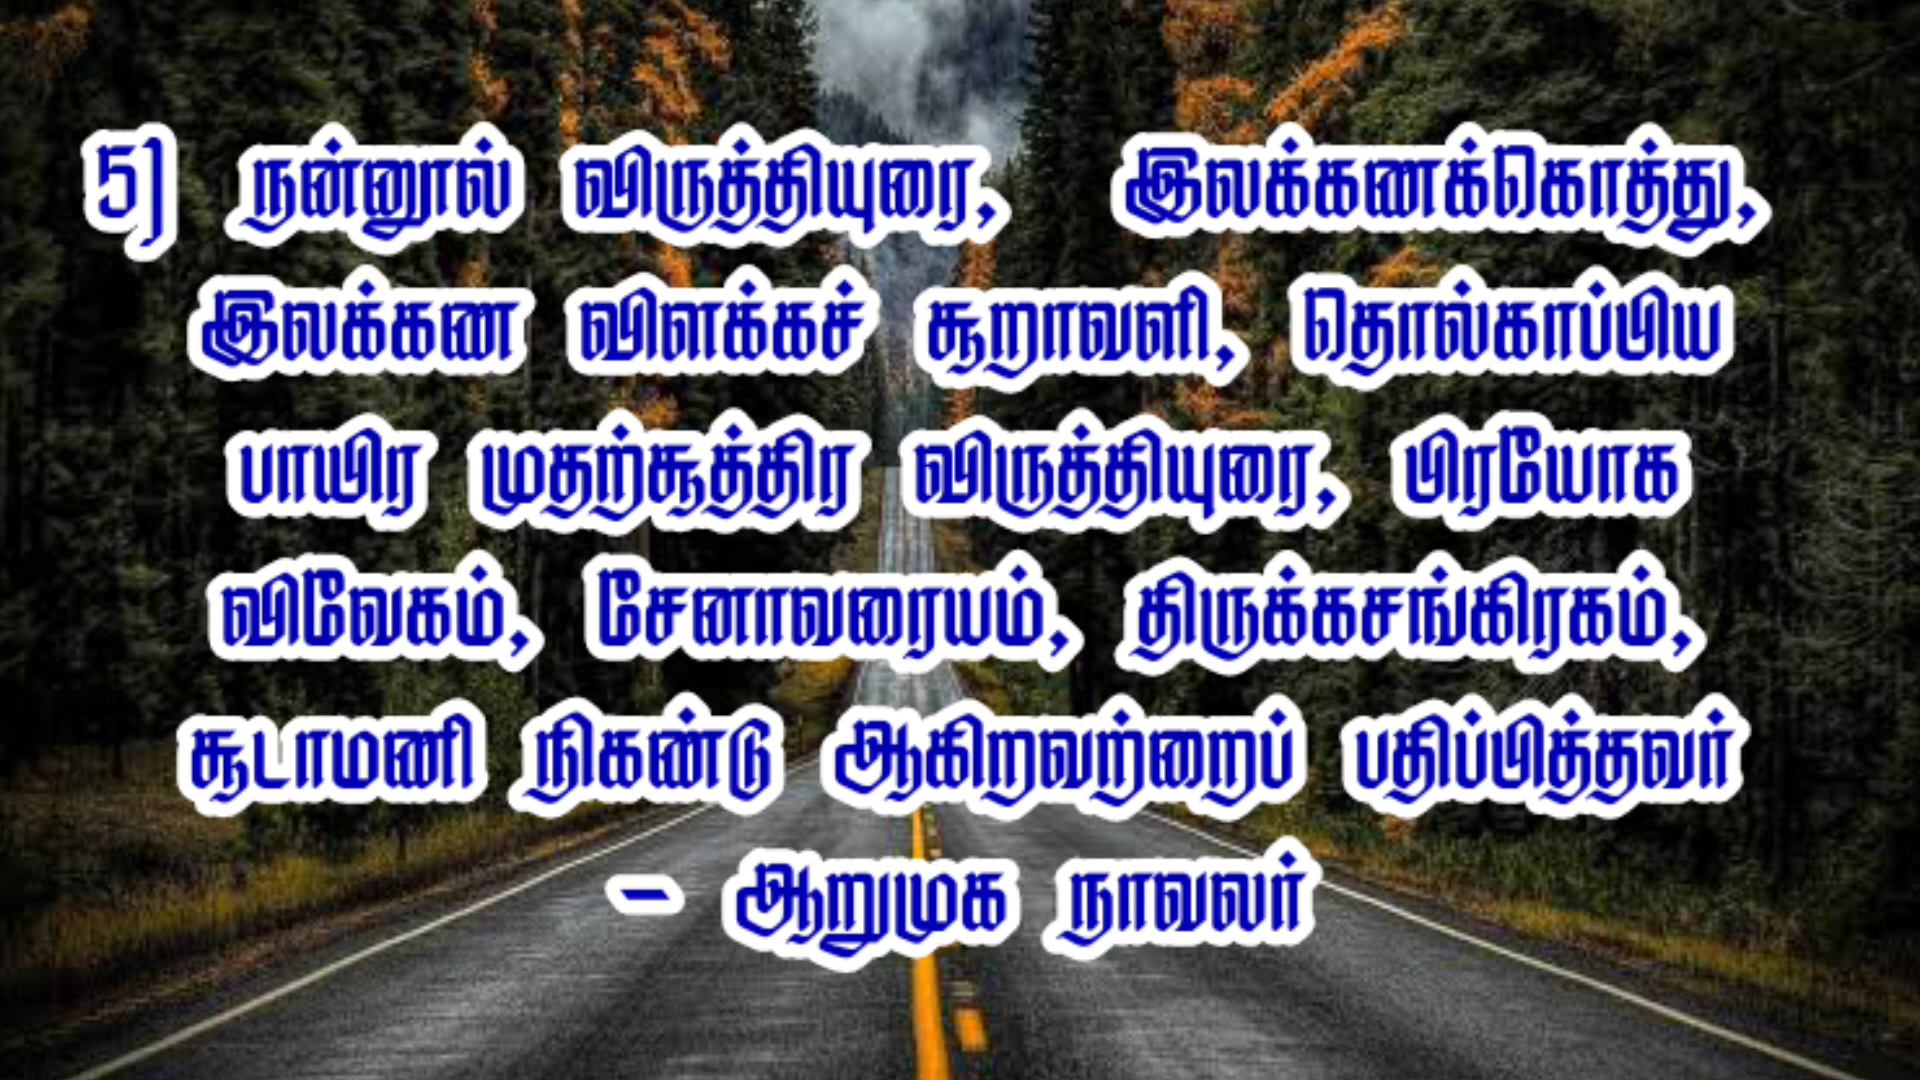 5) நன்னூல் விருத்தியுரை, இலக்கணக்கொத்து,
இலக்கண விளக்கச் சூறாவளி, தொல்காப்பிய
பாயிர முதற்சூத்திர விருத்தியுரை, பிரயோக
விவேகம், சேனாவரையம், திருக்கசங்கிரகம்,
சூடாமணி நிகண்டு ஆகிறவற்றைப் பதிப்பித்தவர்
- ஆறுமுக நாவலர்